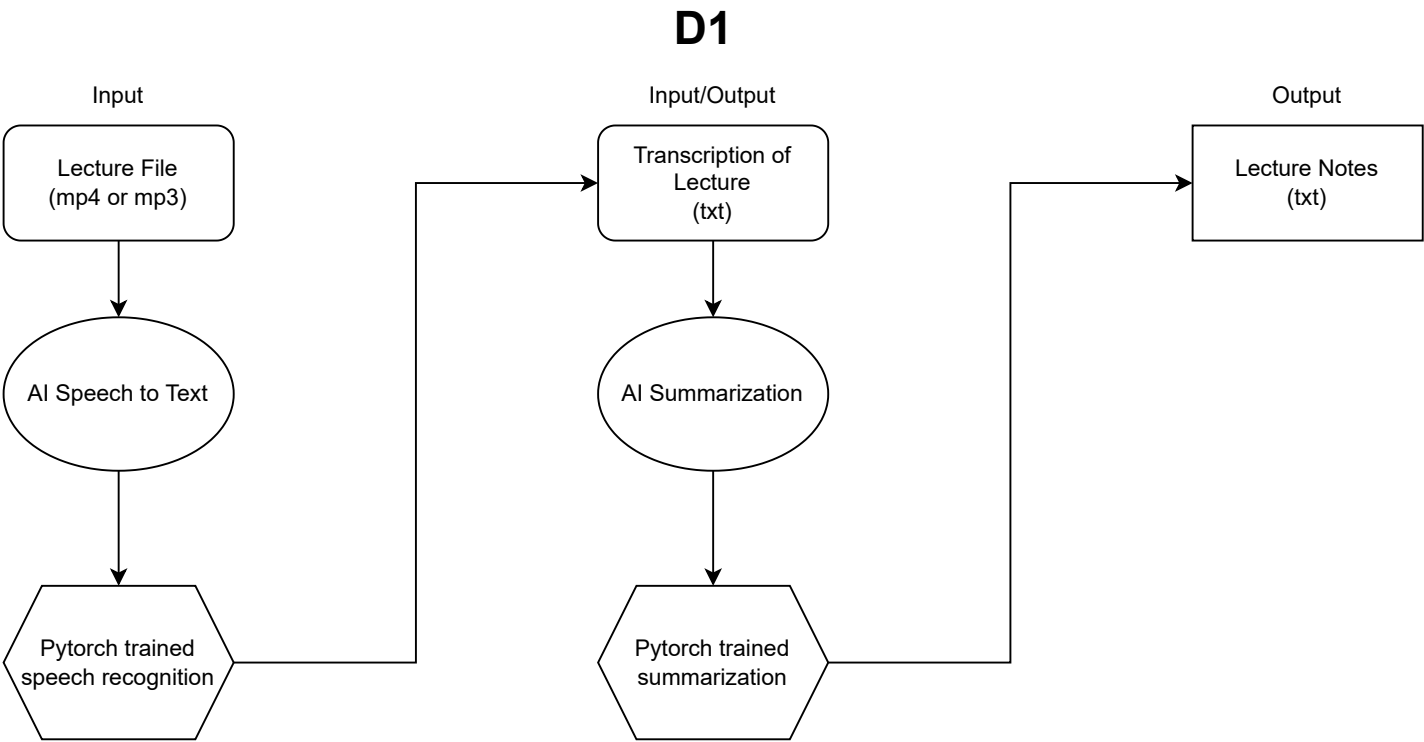 D1
Input
Lecture File
(mp4 or mp3)
AI Speech to Text
Pytorch trained
speech recognition
Input/Output
Transcription of
Lecture
(txt)
AI Summarization
Pytorch trained
summarization
Output
Lecture Notes
(txt)